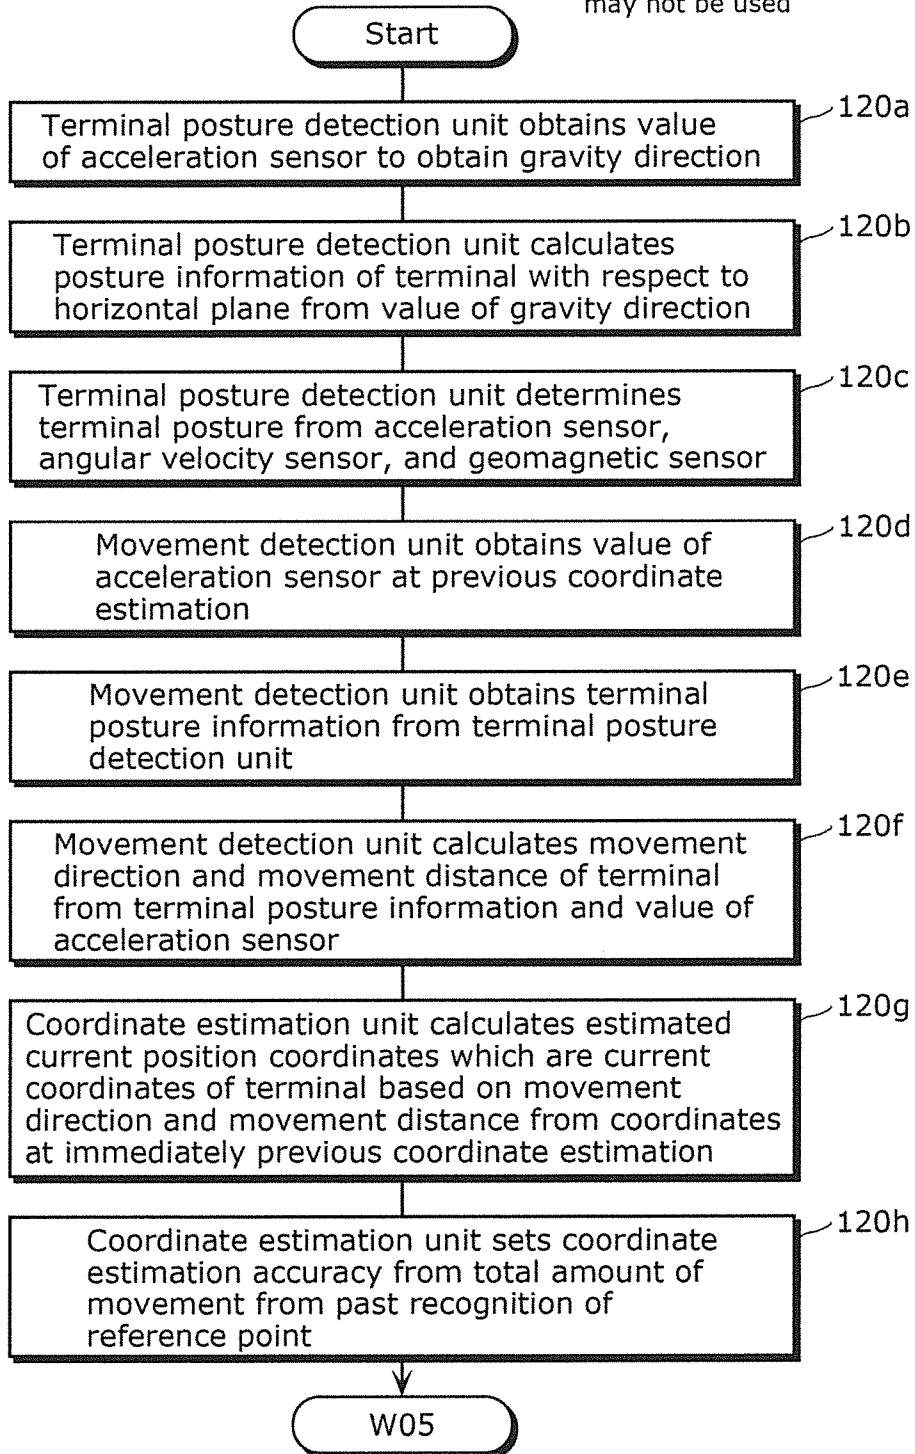 may not be used
Start
120a
Terminal posture detection unit obtains value
of acceleration sensor to obtain gravity direction
120b
Terminal posture detection unit calculates
posture information of terminal with respect to
horizontal plane from value of gravity direction
120c
Terminal posture detection unit determines
terminal posture from acceleration sensor,
angular velocity sensor, and geomagnetic sensor
120d
Movement detection unit obtains value of
acceleration sensor at previous coordinate
estimation
120e
Movement detection unit obtains terminal
posture information from terminal posture
detection unit
120f
Movement detection unit calculates movement
direction and movement distance of terminal
from terminal posture information and value of
acceleration sensor
120g
Coordinate estimation unit calculates estimated
current position coordinates which are current
coordinates of terminal based on movement
direction and movement distance from coordinates
at immediately previous coordinate estimation
120h
Coordinate estimation unit sets coordinate
estimation accuracy from total amount of
movement from past recognition of
reference point
W05